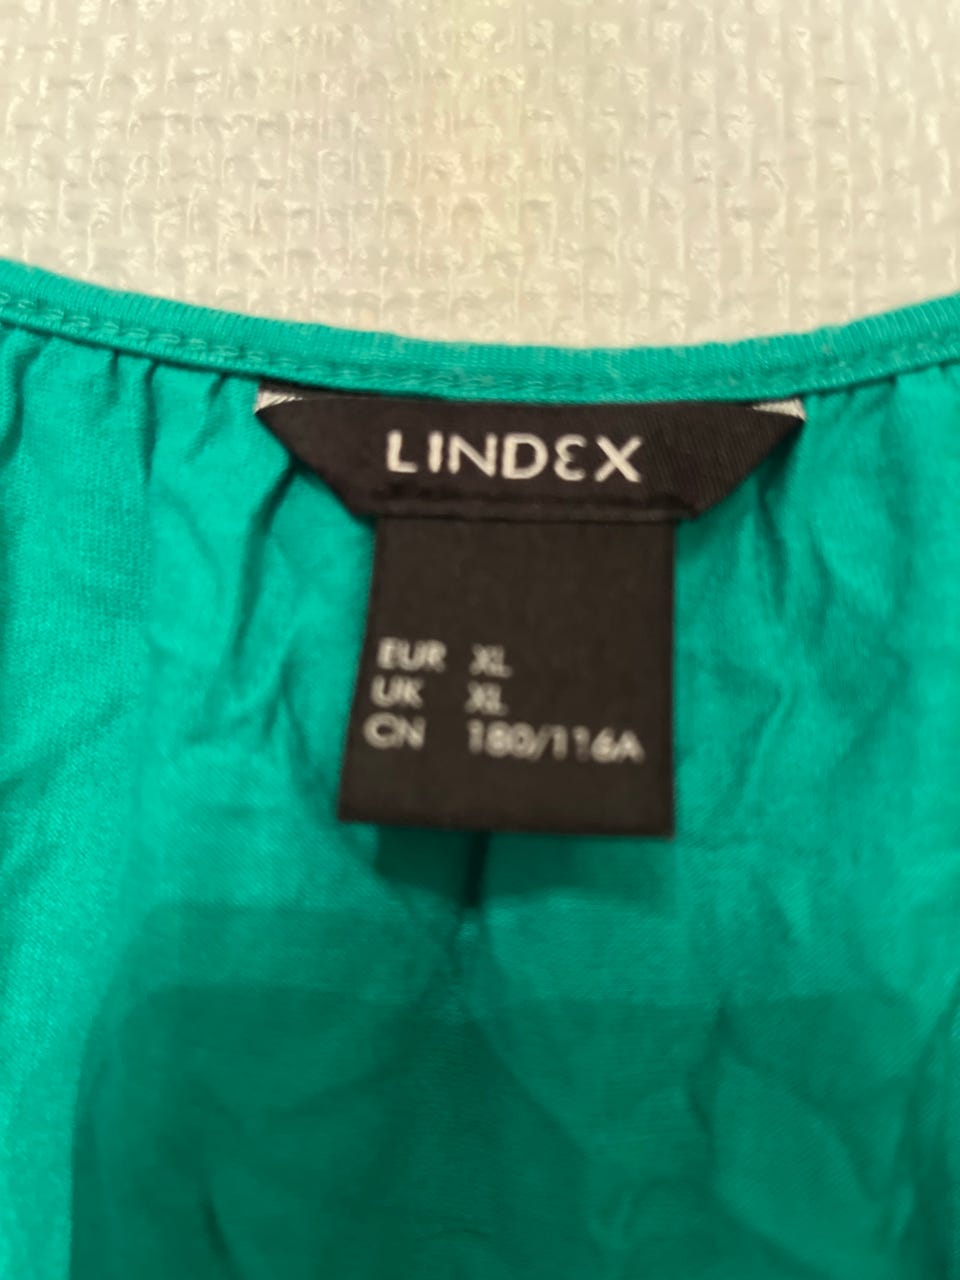 LINDEX
EUR XL
UK XL
CN 180/116A